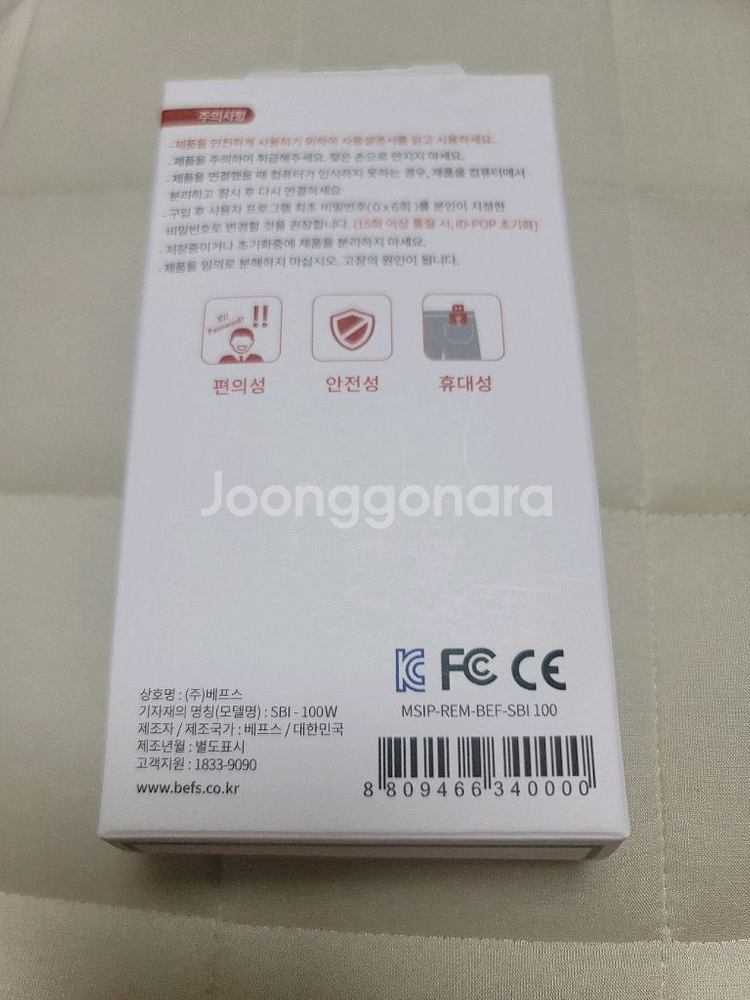 주의사항
- 제품을 안전하게 사용하기 위하여 사용설명서를 읽고 사용하세요.
- 제품을 주의하여 취급해주세요. 젖은 손으로 만지지 마세요.
- 제품을 연결했을 때 컴퓨터가 인식하지 못하는 경우, 제품을 컴퓨터에서
분리하고 잠시 후 다시 연결하세요.
- 구입 후 사용자 프로그램 최초 비밀번호(0 x 6회)를 본인이 지정한
비밀번호로 변경할 것을 권장합니다. (15회 이상 틀릴 시, ID-POP 초기화)
- 저장중이거나 초기화중에 제품을 분리하지 마세요.
- 제품을 임의로 분해하지 마십시오. 고장의 원인이 됩니다.
ID!!
Password!!
!!
편의성
안전성
휴대성
Joonggonara
FC CE
MSIP-REM-BEF-SBI 100
상호명 : (주)베프스
기자재의 명칭(모델명) : SBI - 100W
제조자 / 제조국가 : 베프스 / 대한민국
제조년월 : 별도표시
고객지원 : 1833-9090
www.befs.co.kr
8 809466 340000